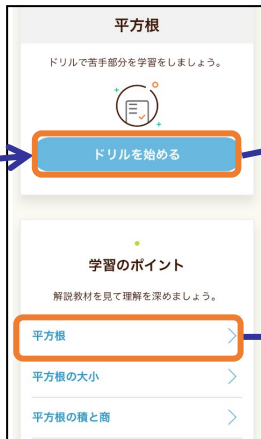 平方根
ドリルで苦手部分を学習をしましょう。
ドリルを始める
学習のポイント
解説教材を見て理解を深めましょう。
平方根
平方根の大小
平方根の積と商